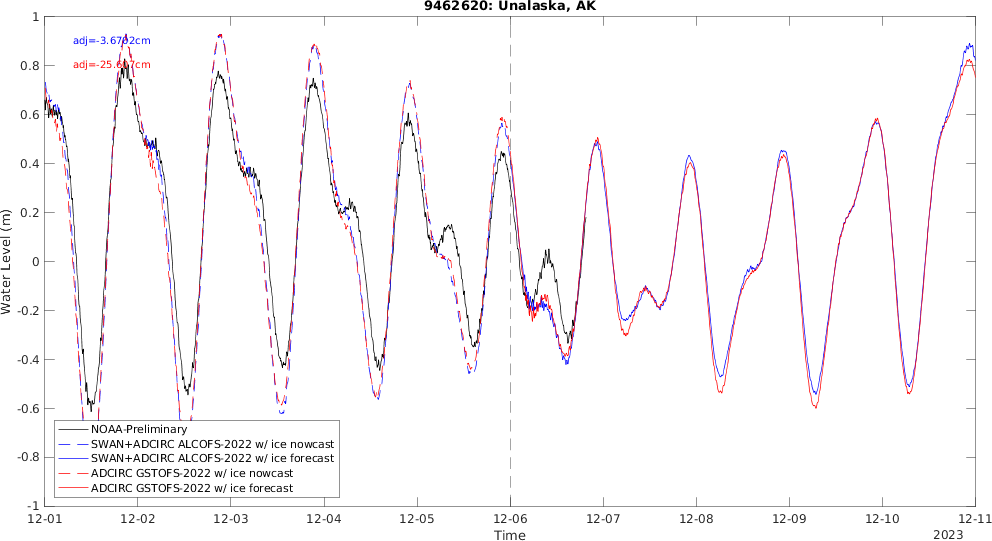 9462620: Unalaska, AK
1
0.8
0.6
0.4
0.2
0
-0.2
-0.4
-0.6
-0.8
-1
Water Level (m)
NOAA-Preliminary
SWAN+ADCIRC ALCOFS-2022 w/ ice nowcast
SWAN+ADCIRC ALCOFS-2022 w/ ice forecast
ADCIRC GSTOFS-2022 w/ ice nowcast
ADCIRC GSTOFS-2022 w/ ice forecast
12-01 12-02 12-03 12-04 12-05 12-06 12-07 12-08 12-09 12-10 12-11
Time
2023